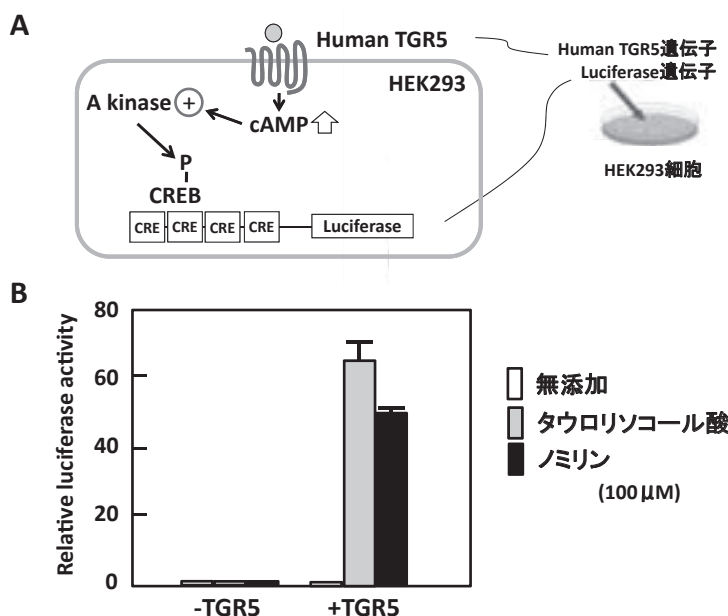 A
Human TGR5
HEK293
A kinase +
cAMP
P
CREB
CRE CRE CRE CRE Luciferase
Human TGR5遺伝子
Luciferase遺伝子
HEK293細胞
B
Relative luciferase activity
80
60
40
20
0
-TGR5 +TGR5
無添加
タウロリソコール酸
ノミリン
(100 μM)